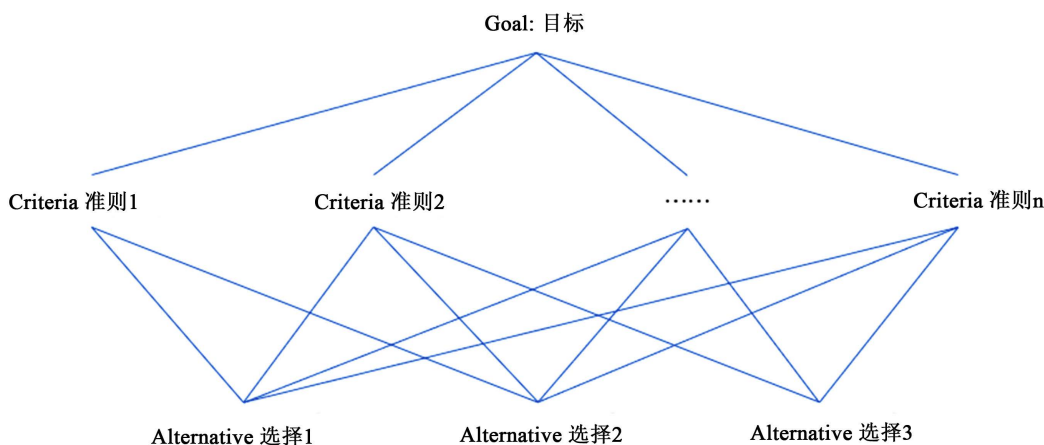 Goal: 目标
Criteria 准则1
Criteria 准则2
……
Criteria 准则n
Alternative 选择1
Alternative 选择2
Alternative 选择3